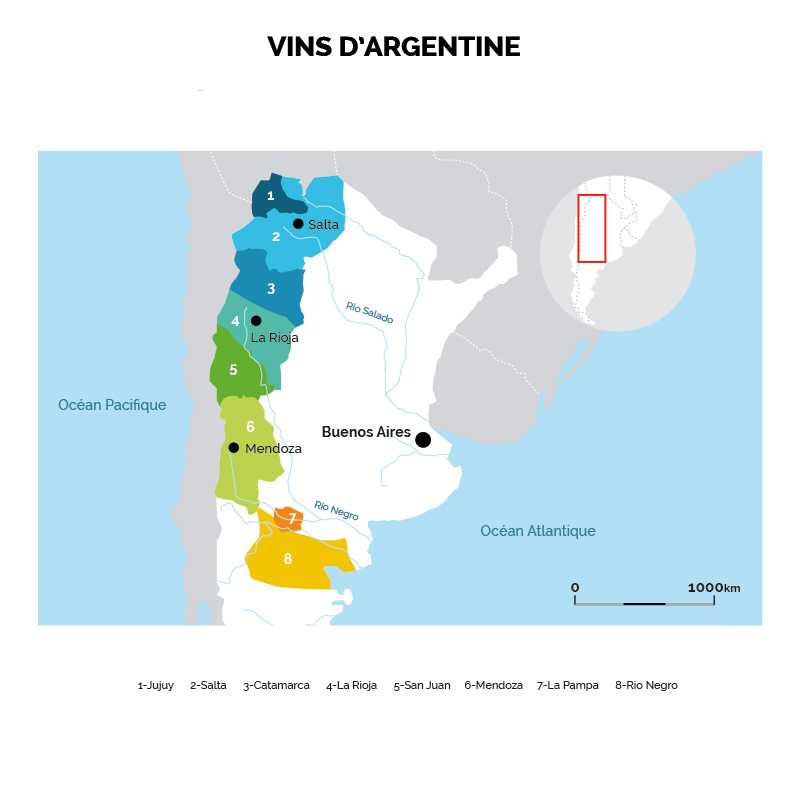 VINS D'ARGENTINE
1
Salta
2
3
Rio Salado
4
La Rioja
5
Océan Pacifique
6
Buenos Aires
Mendoza
Rio Negro
7
Océan Atlantique
8
0 1000km
1-Jujuy 2-Salta 3-Catamarca 4-La Rioja 5-San Juan 6-Mendoza 7-La Pampa 8-Rio Negro